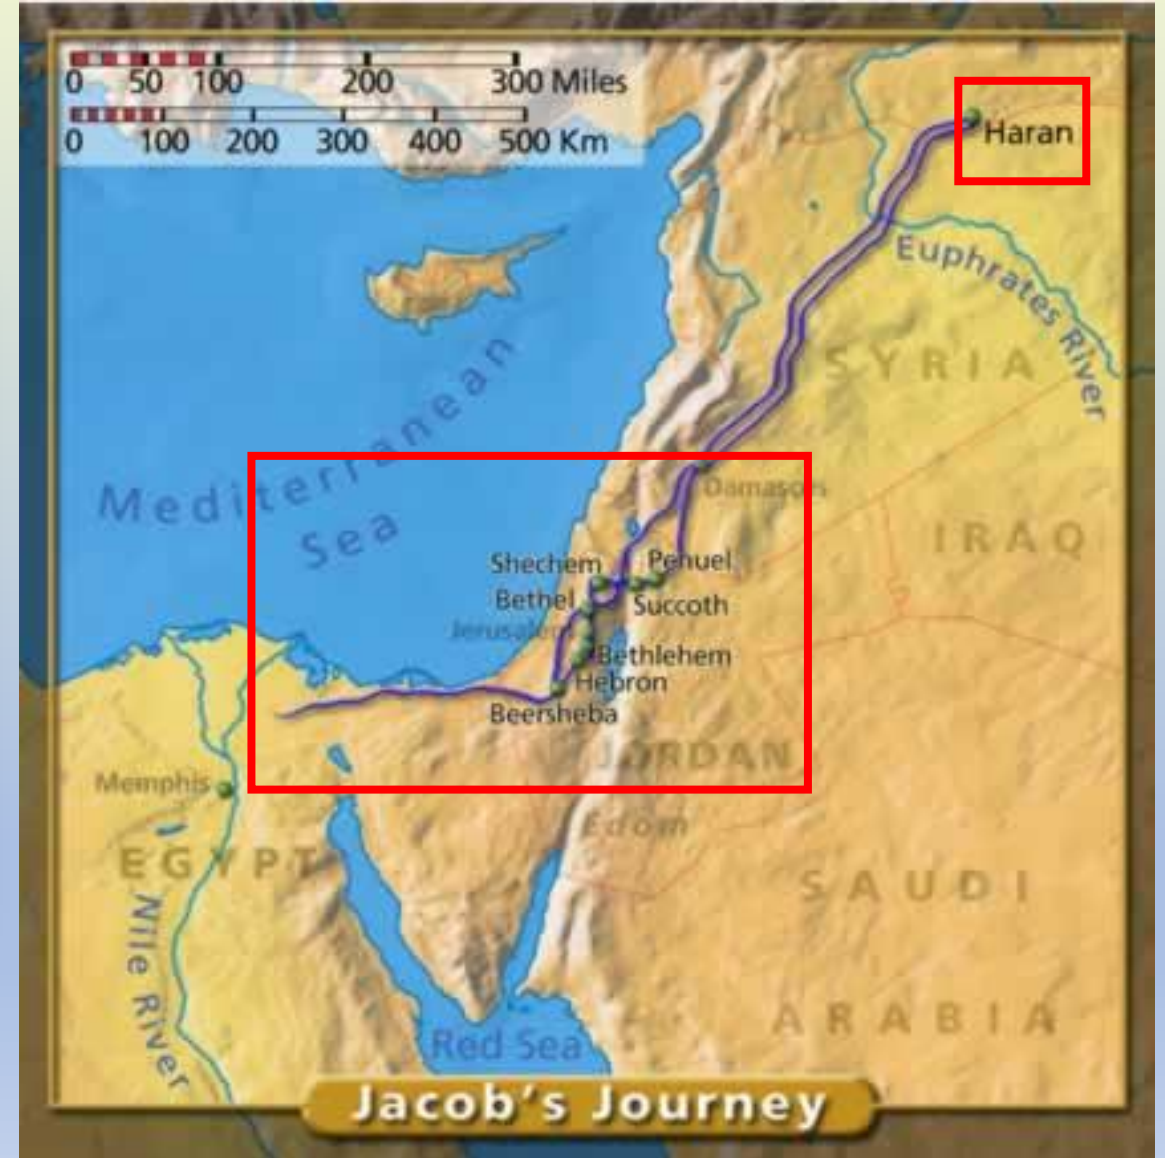 0 50 100 200 300 Miles
0 100 200 300 400 500 Km
Haran
Euphrates River
SYRIA
Mediterranean
Sea
Damascus
IRAQ
Shechem
Penuel
Bethel
Succoth
Jerusalem
Bethlehem
Hebron
Beersheba
JORDAN
Memphis
Edom
EGYPT
SAUDI
Nile River
ARABIA
Red Sea
Jacob's Journey